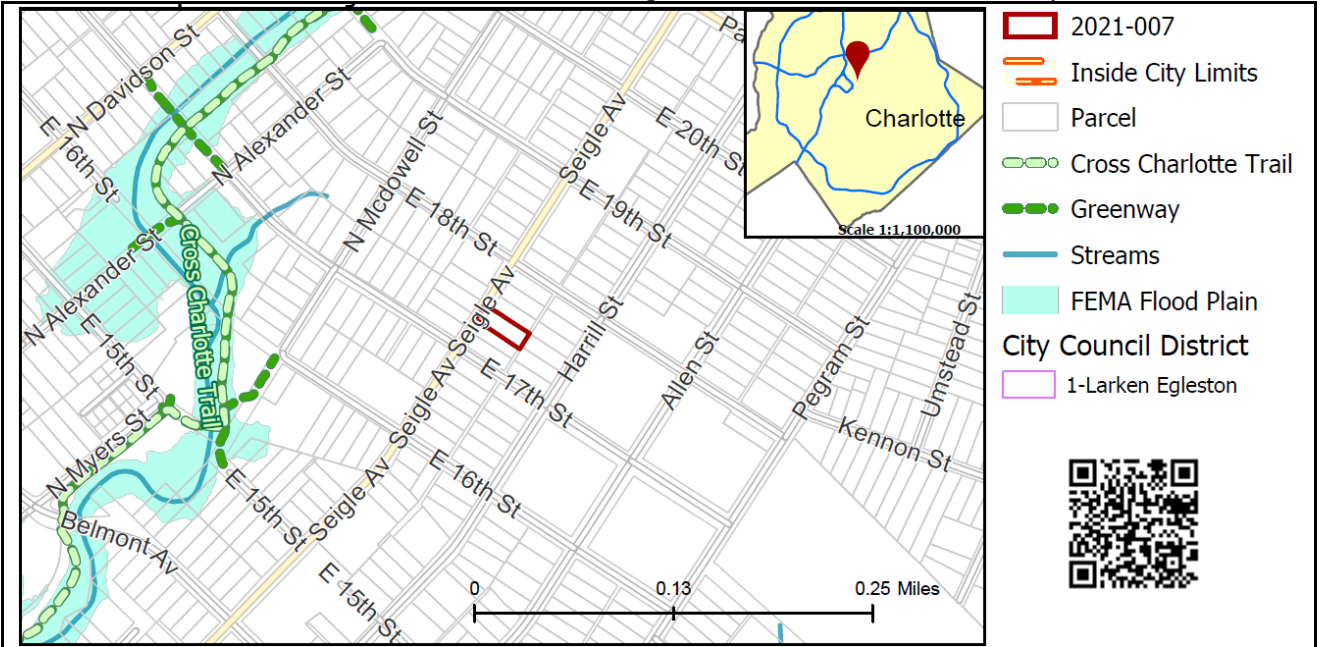 N Davidson St
E 16th St
N Alexander St
N Mcdowell St
Seigle Av
E 20th St
E 19th St
E 18th St
Cross Charlotte Trail
N Alexander St
E 15th St
Seigle Av
Seigle Av
Harrill St
Allen St
Pegram St
Umstead St
E 17th St
Kennon St
N Myers St
Seigle Av
E 16th St
Belmont Av
E 15th St
Seigle Av
E 15th St
0
0.13
0.25 Miles
Charlotte
Scale 1:1,100,000
2021-007
Inside City Limits
Parcel
Cross Charlotte Trail
Greenway
Streams
FEMA Flood Plain
City Council District
1-Larken Egleston